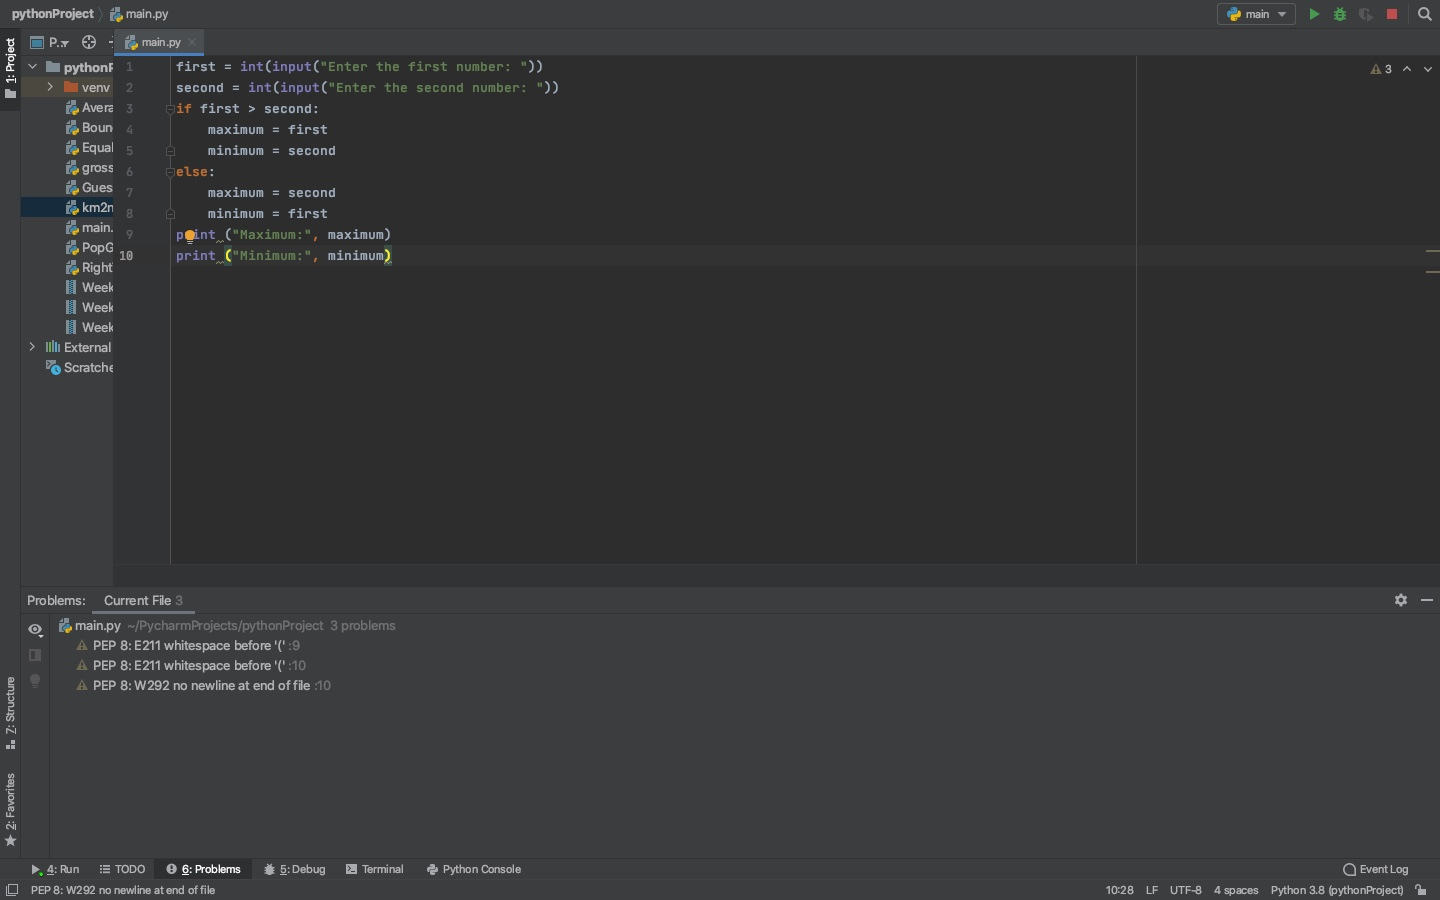 pythonProject main.py
main
1: Project
P..
main.py
pythonP
venv
Avera
Boun
Equal
gross
Gues
km2n
main.
PopG
Right
Week
Week
Week
External
Scratche
1 first = int(input("Enter the first number: "))
2 second = int(input("Enter the second number: "))
3 if first > second:
4 maximum = first
5 minimum = second
6 else:
7 maximum = second
8 minimum = first
9 print ("Maximum:", maximum)
10 print ("Minimum:", minimum)
3
Problems: Current File 3
main.py ~/PycharmProjects/pythonProject 3 problems
PEP 8: E211 whitespace before '(' :9
PEP 8: E211 whitespace before '(' :10
PEP 8: W292 no newline at end of file :10
Z: Structure
2: Favorites
4: Run TODO 6: Problems 5: Debug Terminal Python Console Event Log
PEP 8: W292 no newline at end of file 10:28 LF UTF-8 4 spaces Python 3.8 (pythonProject)